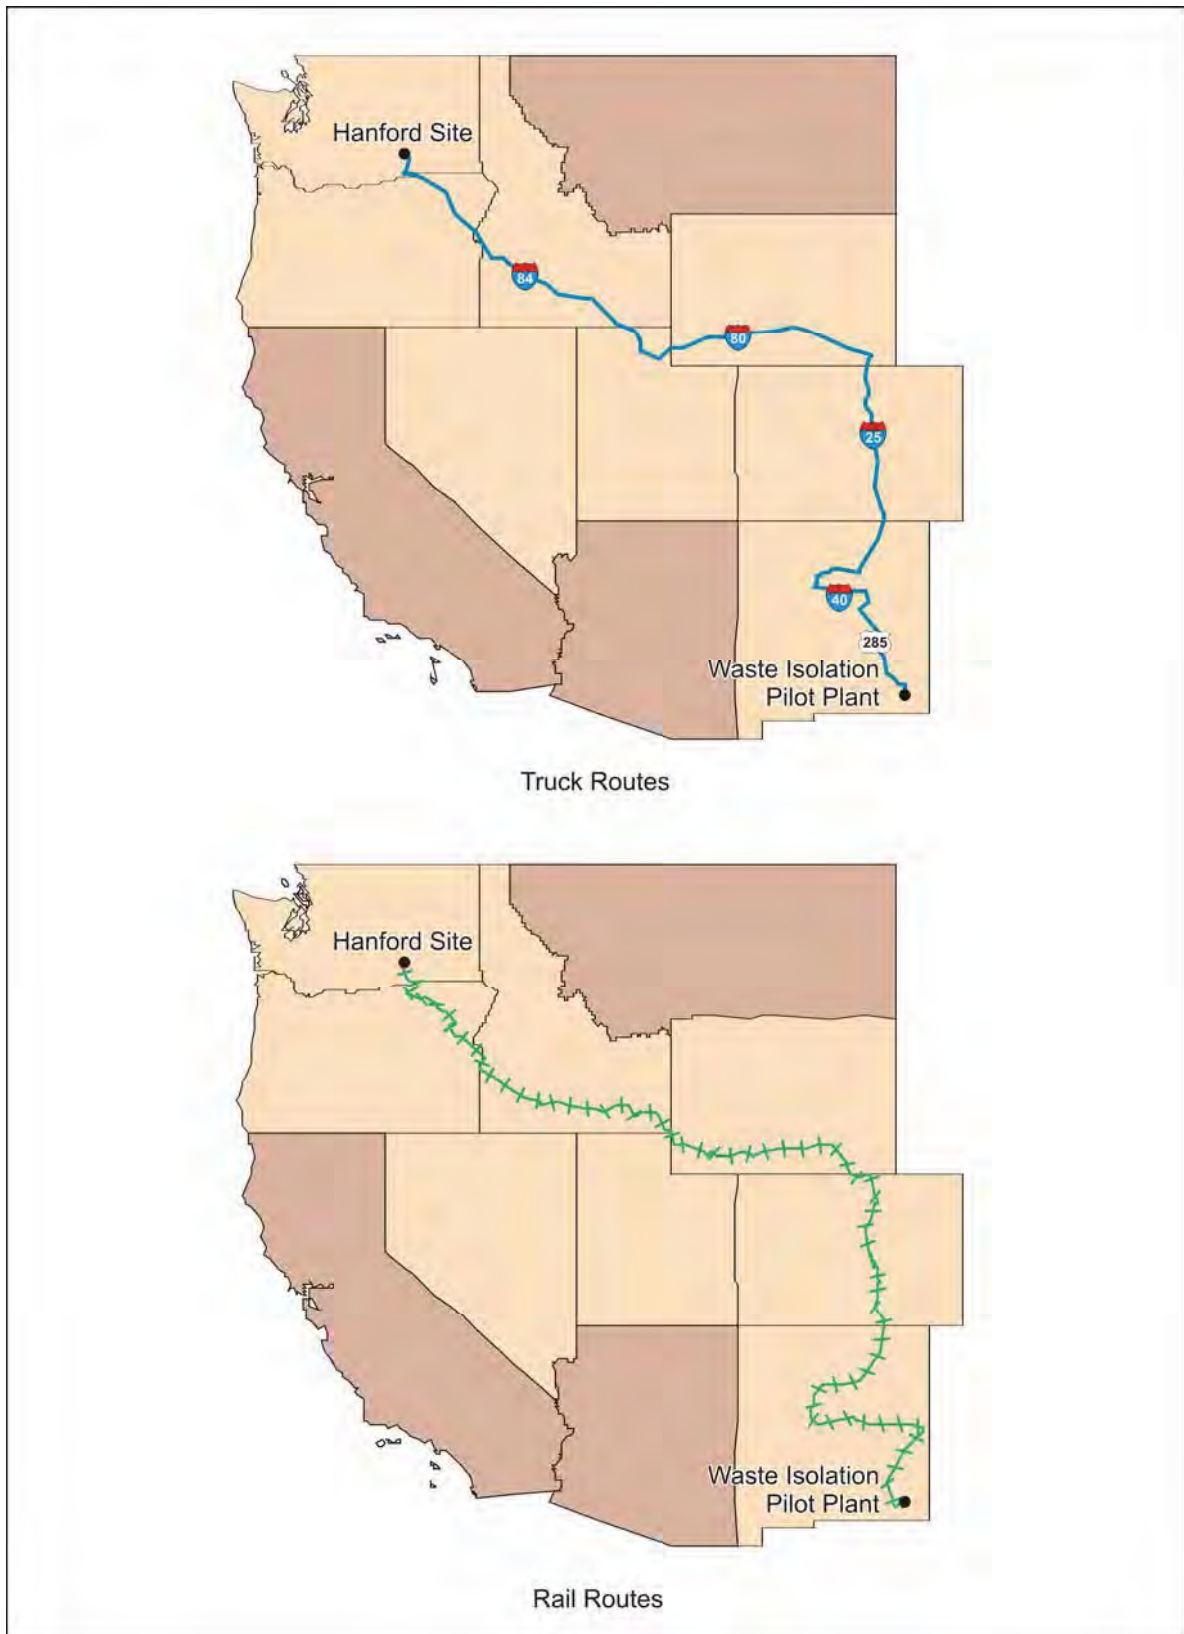 Hanford Site
84
80
25
40
285
Waste Isolation
Pilot Plant
Truck Routes
Hanford Site
Waste Isolation
Pilot Plant
Rail Routes